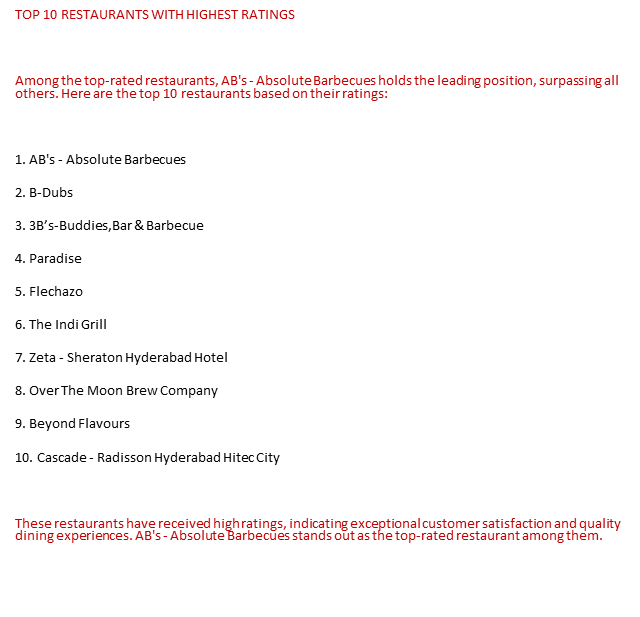 TOP 10 RESTAURANTS WITH HIGHEST RATINGS
Among the top-rated restaurants, AB's - Absolute Barbecues holds the leading position, surpassing all
others. Here are the top 10 restaurants based on their ratings:
1. AB's - Absolute Barbecues
2. B-Dubs
3. 3B’s-Buddies,Bar & Barbecue
4. Paradise
5. Flechazo
6. The Indi Grill
7. Zeta - Sheraton Hyderabad Hotel
8. Over The Moon Brew Company
9. Beyond Flavours
10. Cascade - Radisson Hyderabad Hitec City
These restaurants have received high ratings, indicating exceptional customer satisfaction and quality
dining experiences. AB's - Absolute Barbecues stands out as the top-rated restaurant among them.